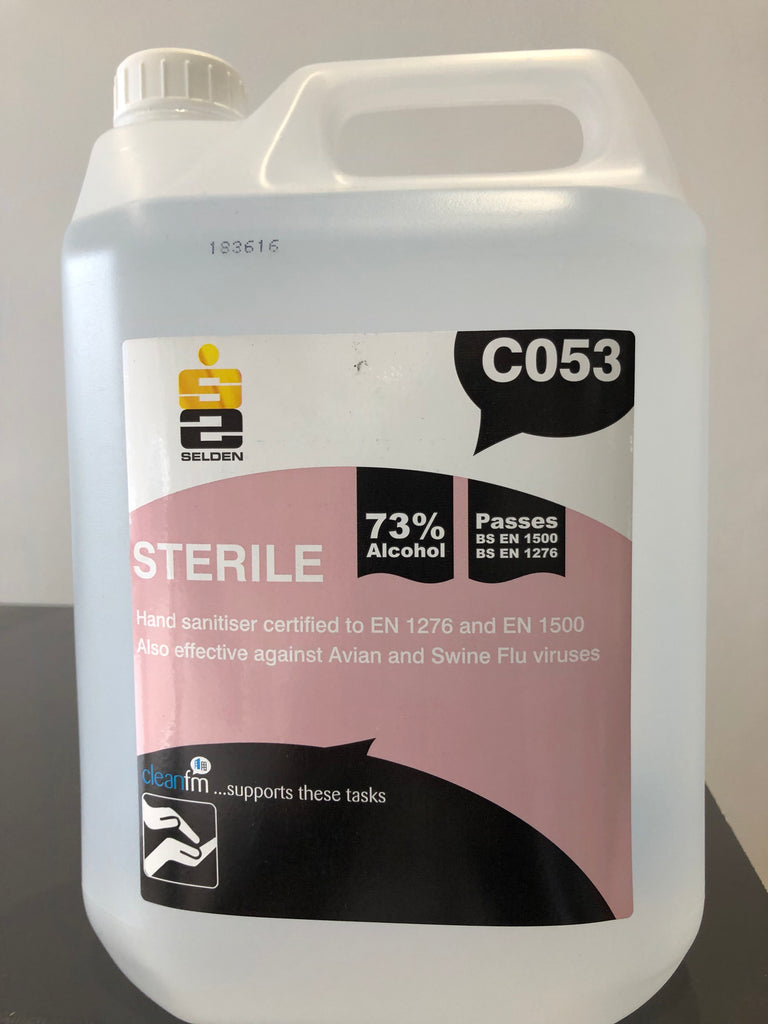 183616
C053
SELDEN
73%
Alcohol
Passes
BS EN 1500
BS EN 1276
STERILE
Hand sanitiser certified to EN 1276 and EN 1500
Also effective against Avian and Swine Flu viruses
cleanfm ...supports these tasks